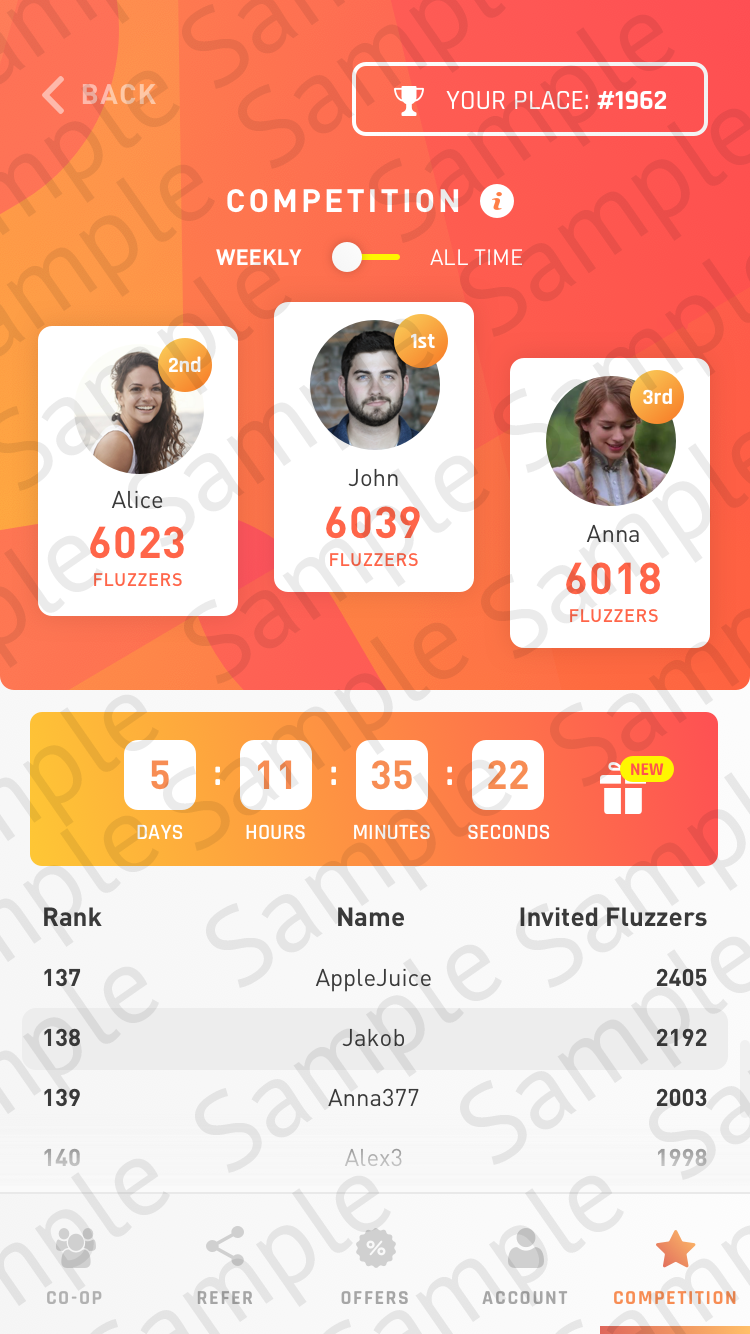 BACK
YOUR PLACE: #1962
COMPETITION i
WEEKLY ALL TIME
2nd
Alice
6023
FLUZZERS
1st
John
6039
FLUZZERS
3rd
Anna
6018
FLUZZERS
5 : 11 : 35 : 22
DAYS HOURS MINUTES SECONDS
NEW
Rank Name Invited Fluzzers
137 AppleJuice 2405
138 Jakob 2192
139 Anna377 2003
140 Alex3 1998
%
CO-OP REFER OFFERS ACCOUNT COMPETITION
Sample